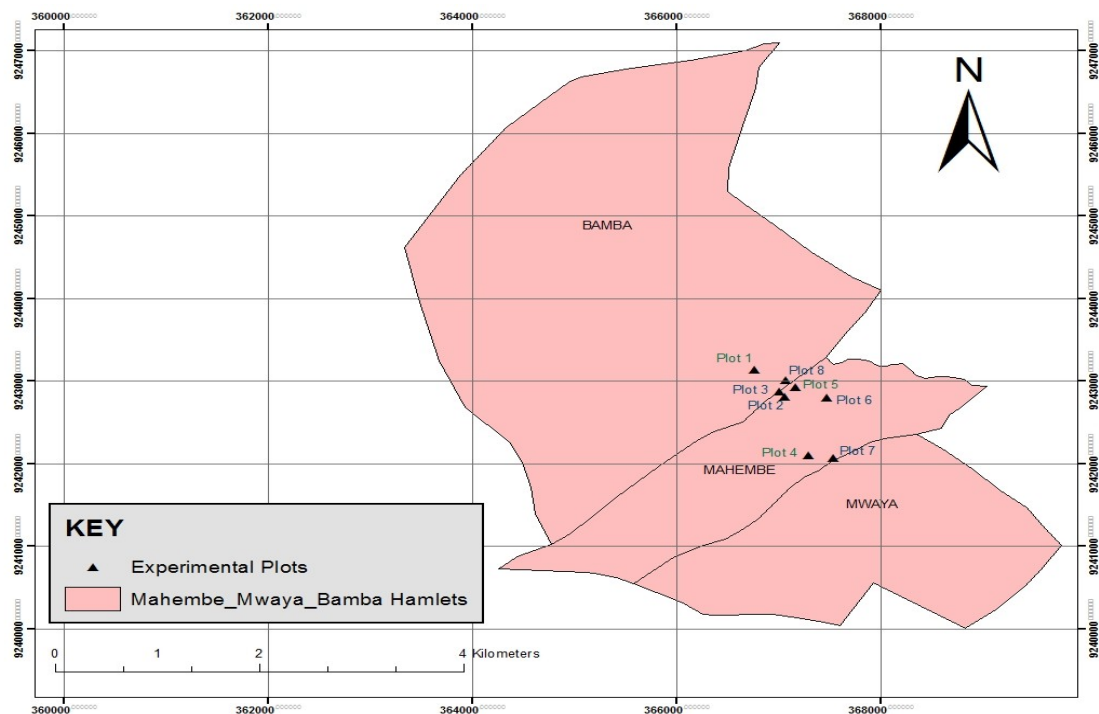 360000 362000 364000 366000 368000
N
9247000 9247000
9246000 9246000
9245000 9245000
BAMBA
9244000 9244000
Plot 1
Plot 8
9243000 9243000
Plot 3 Plot 5
Plot 2 Plot 6
Plot 4 Plot 7
9242000 9242000
MAHEMBE
MWAYA
KEY
9241000 9241000
Experimental Plots
Mahembe_Mwaya_Bamba Hamlets
9240000 9240000
0 1 2 4 Kilometers
360000 362000 364000 366000 368000